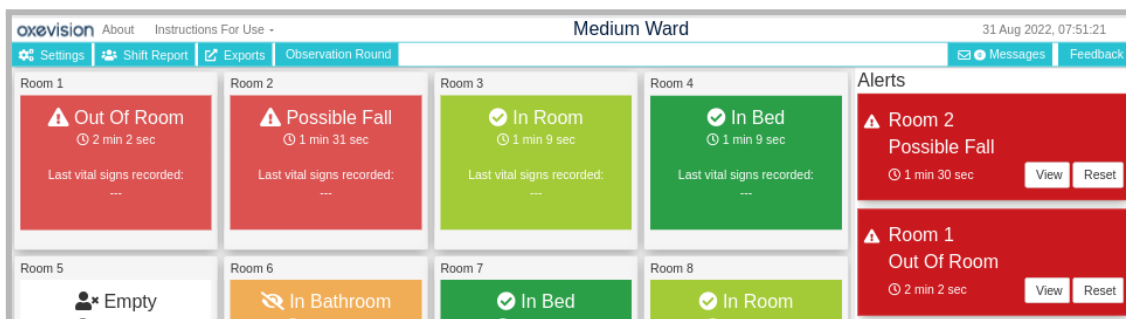 oxevision About Instructions For Use - Medium Ward 31 Aug 2022, 07:51:21
Settings Shift Report Exports Observation Round 0 Messages Feedback
Room 1
Out Of Room
2 min 2 sec
Last vital signs recorded:
---
Room 2
Possible Fall
1 min 31 sec
Last vital signs recorded:
---
Room 3
In Room
1 min 9 sec
Last vital signs recorded:
---
Room 4
In Bed
1 min 9 sec
Last vital signs recorded:
---
Alerts
Room 2
Possible Fall
1 min 30 sec View Reset
Room 1
Out Of Room
2 min 2 sec View Reset
Room 5
Empty
Room 6
In Bathroom
Room 7
In Bed
Room 8
In Room